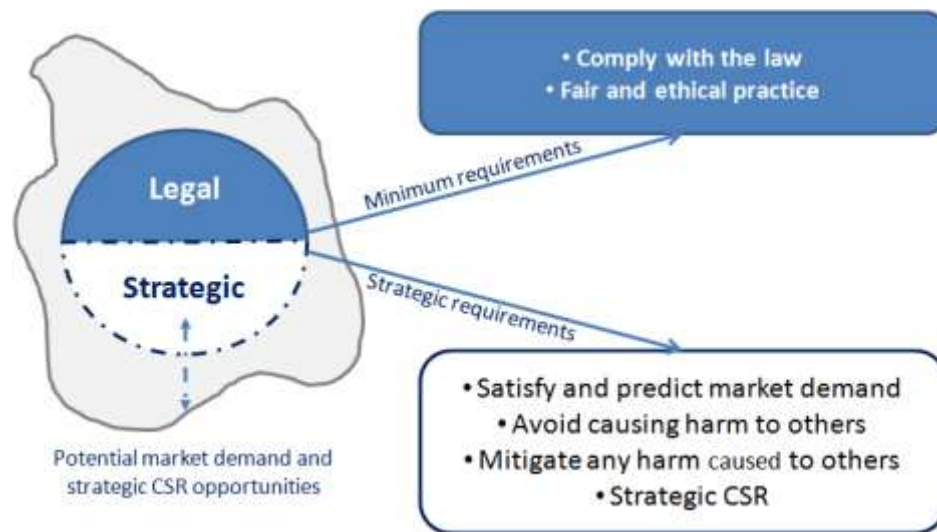 • Comply with the law
• Fair and ethical practice
Legal
Minimum requirements
Strategic
Strategic requirements
• Satisfy and predict market demand
• Avoid causing harm to others
• Mitigate any harm caused to others
• Strategic CSR
Potential market demand and
strategic CSR opportunities